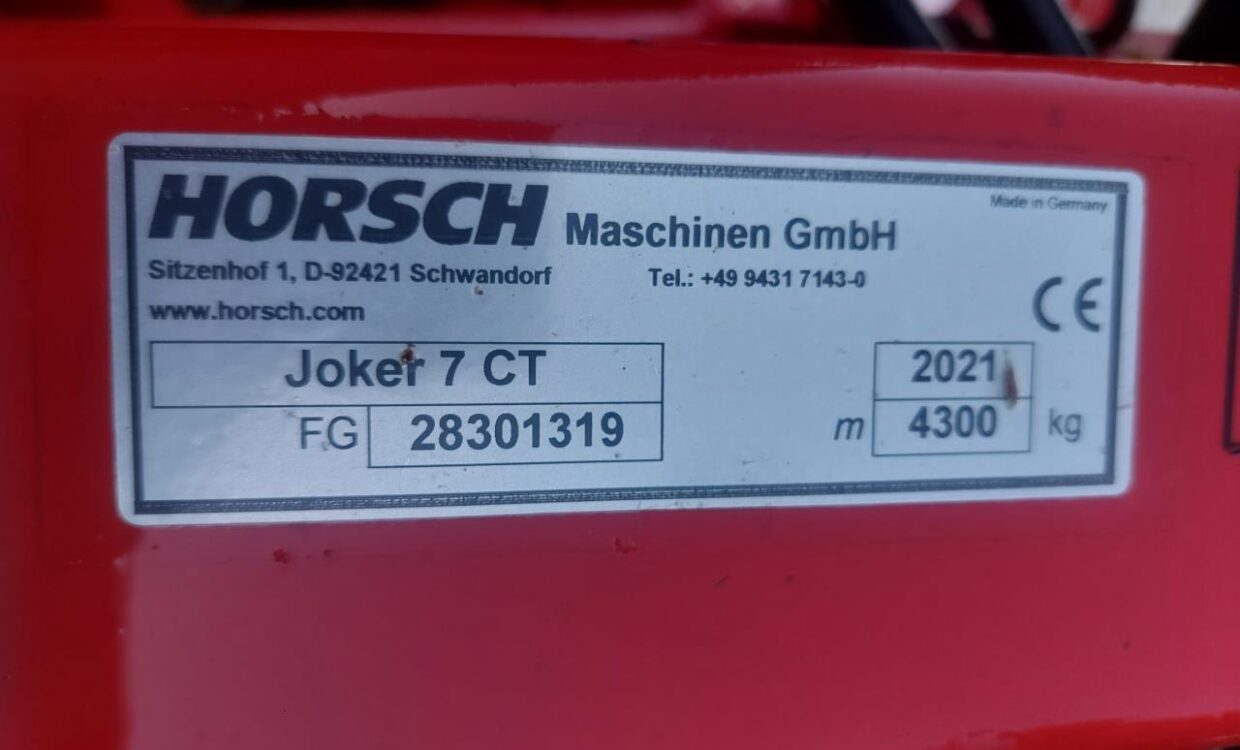 Made in Germany
HORSCH Maschinen GmbH
Sitzenhof 1, D-92421 Schwandorf Tel.: +49 9431 7143-0
www.horsch.com
CE
Joker 7 CT 2021
FG 28301319 m 4300 kg